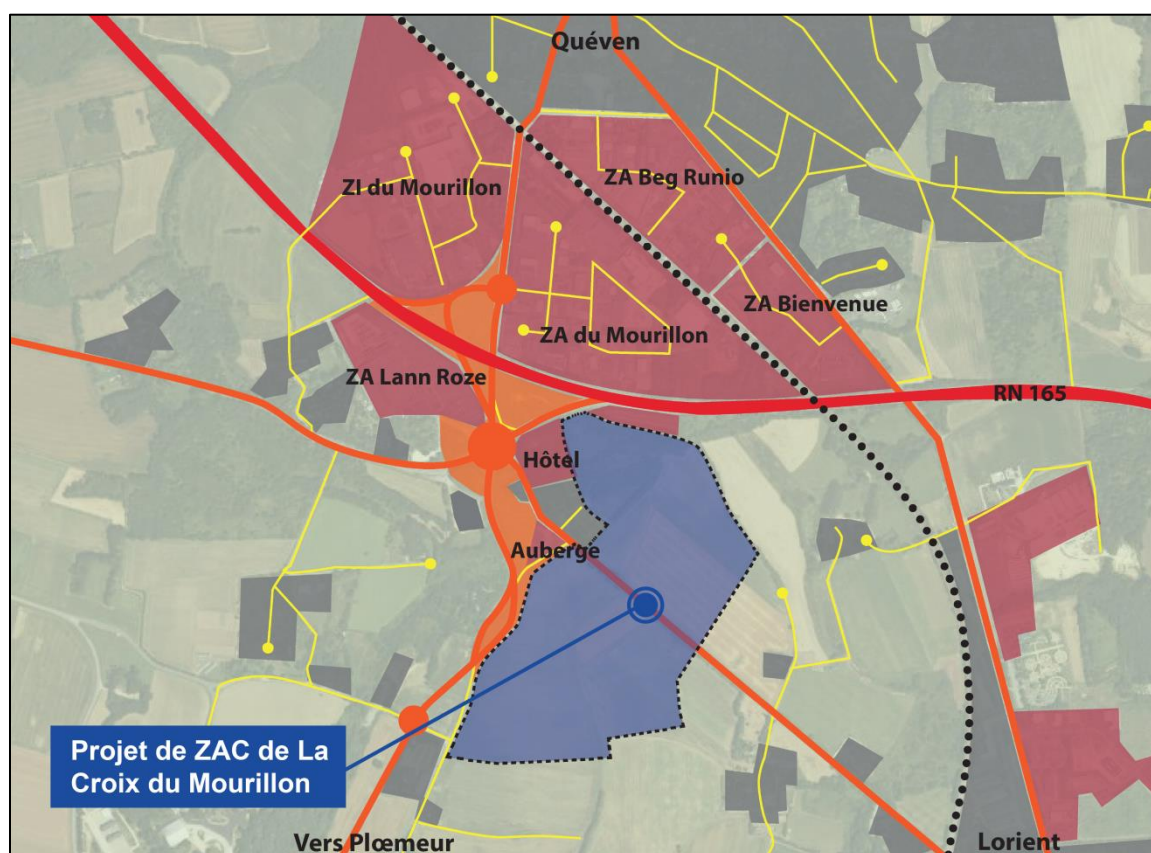 Quéven
ZI du Mourillon
ZA Beg Runio
ZA Bienvenue
ZA du Mourillon
ZA Lann Roze
RN 165
Hôtel
Auberge
Projet de ZAC de La
Croix du Mourillon
Vers Plœmeur
Lorient